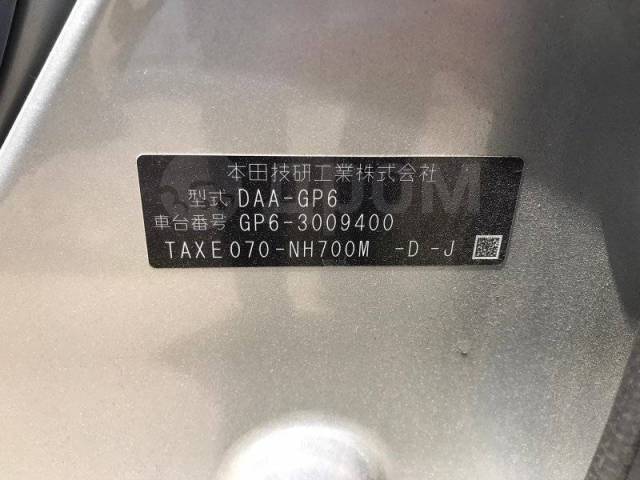 本田技研工業株式会社
型式 DAA-GP6
車台番号 GP6-3009400
TAXE070-NH700M -D -J